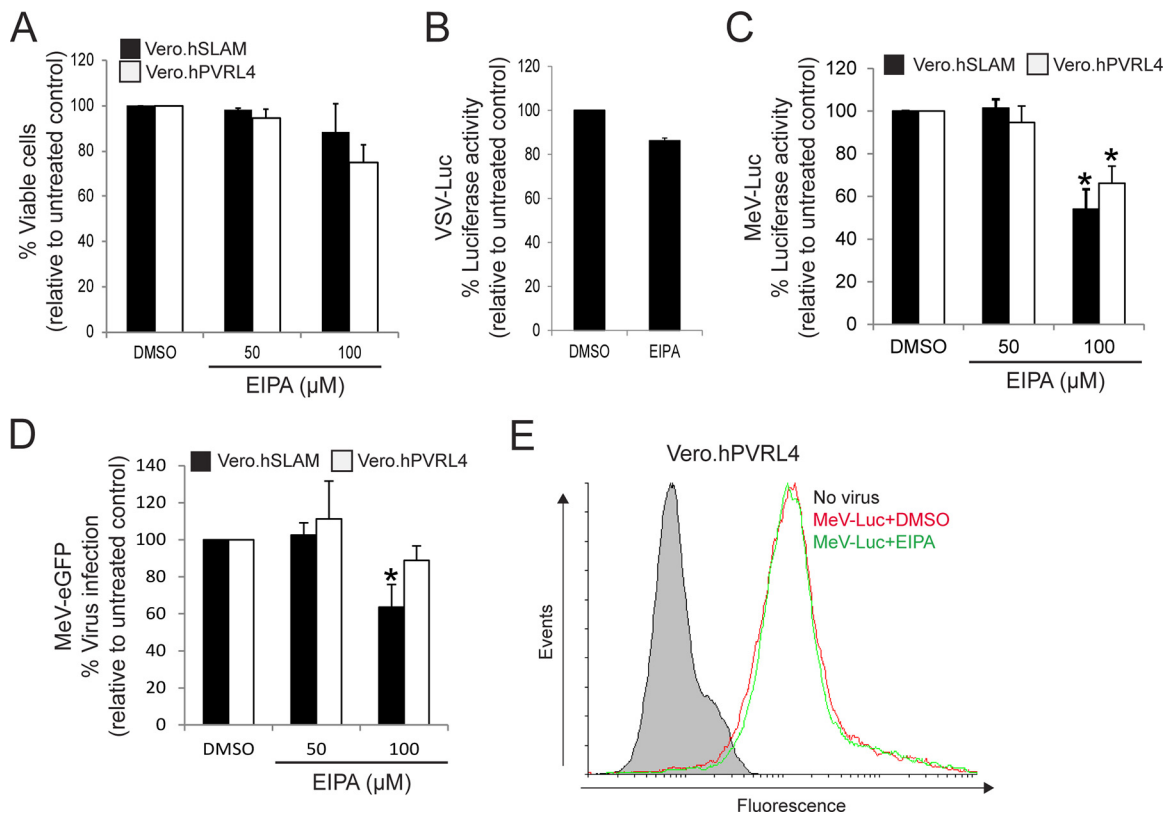 A
Vero.hSLAM
Vero.hPVRL4
% Viable cells
(relative to untreated control)
120
100
80
60
40
20
0
DMSO
50
100
EIPA (µM)
B
VSV-Luc
% Luciferase activity
(relative to untreated control)
120
100
80
60
40
20
0
DMSO
EIPA
C
Vero.hSLAM
Vero.hPVRL4
MeV-Luc
% Luciferase activity
(relative to untreated control)
120
100
80
60
40
20
0
*
*
DMSO
50
100
EIPA (µM)
D
Vero.hSLAM
Vero.hPVRL4
MeV-eGFP
% Virus infection
(relative to untreated control)
140
120
100
80
60
40
20
0
*
DMSO
50
100
EIPA (µM)
E
Vero.hPVRL4
No virus
MeV-Luc+DMSO
MeV-Luc+EIPA
Events
Fluorescence